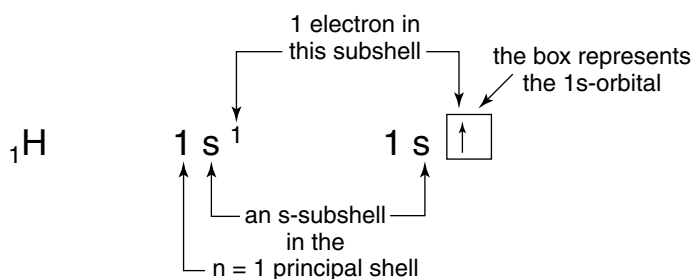 1 electron in
this subshell
the box represents
the 1s-orbital
₁H
1 s ¹
1 s ↑
an s-subshell
in the
n = 1 principal shell